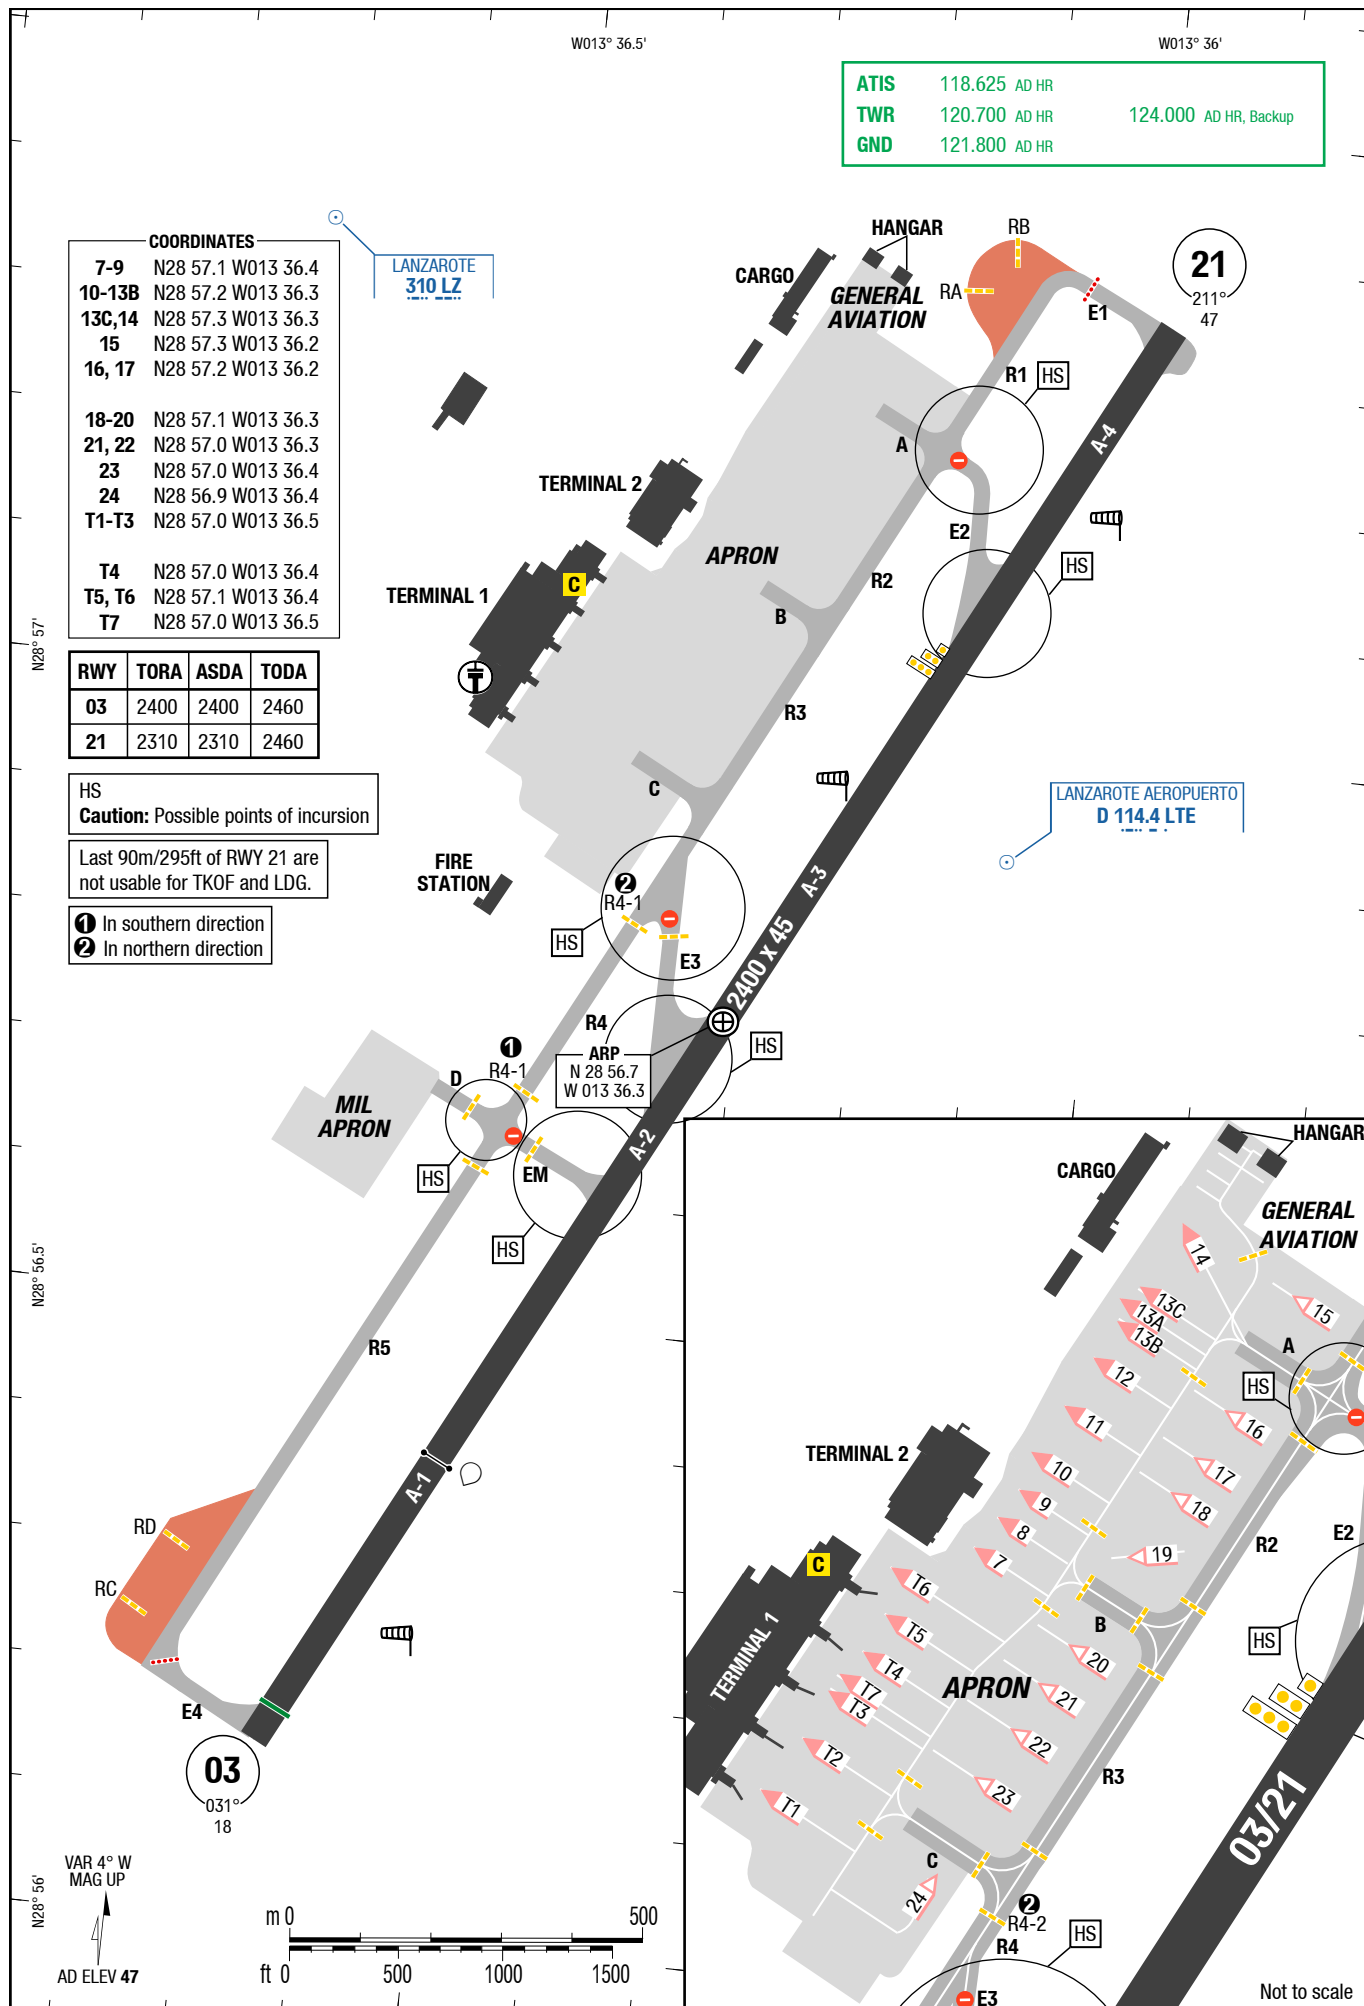 W013° 36.5'
W013° 36'
ATIS 118.625 AD HR
TWR 120.700 AD HR 124.000 AD HR, Backup
GND 121.800 AD HR
COORDINATES
7-9 N28 57.1 W013 36.4
10-13B N28 57.2 W013 36.3
13C,14 N28 57.3 W013 36.3
15 N28 57.3 W013 36.2
16, 17 N28 57.2 W013 36.2
18-20 N28 57.1 W013 36.3
21, 22 N28 57.0 W013 36.3
23 N28 57.0 W013 36.4
24 N28 56.9 W013 36.4
T1-T3 N28 57.0 W013 36.5
T4 N28 57.0 W013 36.4
T5, T6 N28 57.1 W013 36.4
T7 N28 57.0 W013 36.5
RWY TORA ASDA TODA
03 2400 2400 2460
21 2310 2310 2460
HS
Caution: Possible points of incursion
Last 90m/295ft of RWY 21 are
not usable for TKOF and LDG.
1 In southern direction
2 In northern direction
LANZAROTE
310 LZ
HANGAR
CARGO
GENERAL
AVIATION
RB
RA
E1
21
211°
47
R1
HS
A
A-4
E2
HS
TERMINAL 2
APRON
R2
TERMINAL 1
C
B
R3
C
N28° 57'
LANZAROTE AEROPUERTO
D 114.4 LTE
FIRE
STATION
2
R4-1
HS
E3
A-3
2400 X 45
R4
HS
ARP
N 28 56.7
W 013 36.3
1
R4-1
D
MIL
APRON
HS
EM
A-2
HS
N28° 56.5'
R5
A-1
RD
RC
E4
03
031°
18
VAR 4° W
MAG UP
N28° 56'
AD ELEV 47
m 0 500
ft 0 500 1000 1500
HANGAR
CARGO
GENERAL
AVIATION
14
13C
13A
13B
15
A
12
HS
11
16
TERMINAL 2
10
17
9
18
8
R2
E2
7
19
C
T6
B
T5
HS
20
TERMINAL 1
T4
APRON
21
T7
T3
22
T2
R3
23
T1
03/21
C
24
2
R4-2
HS
R4
E3
Not to scale